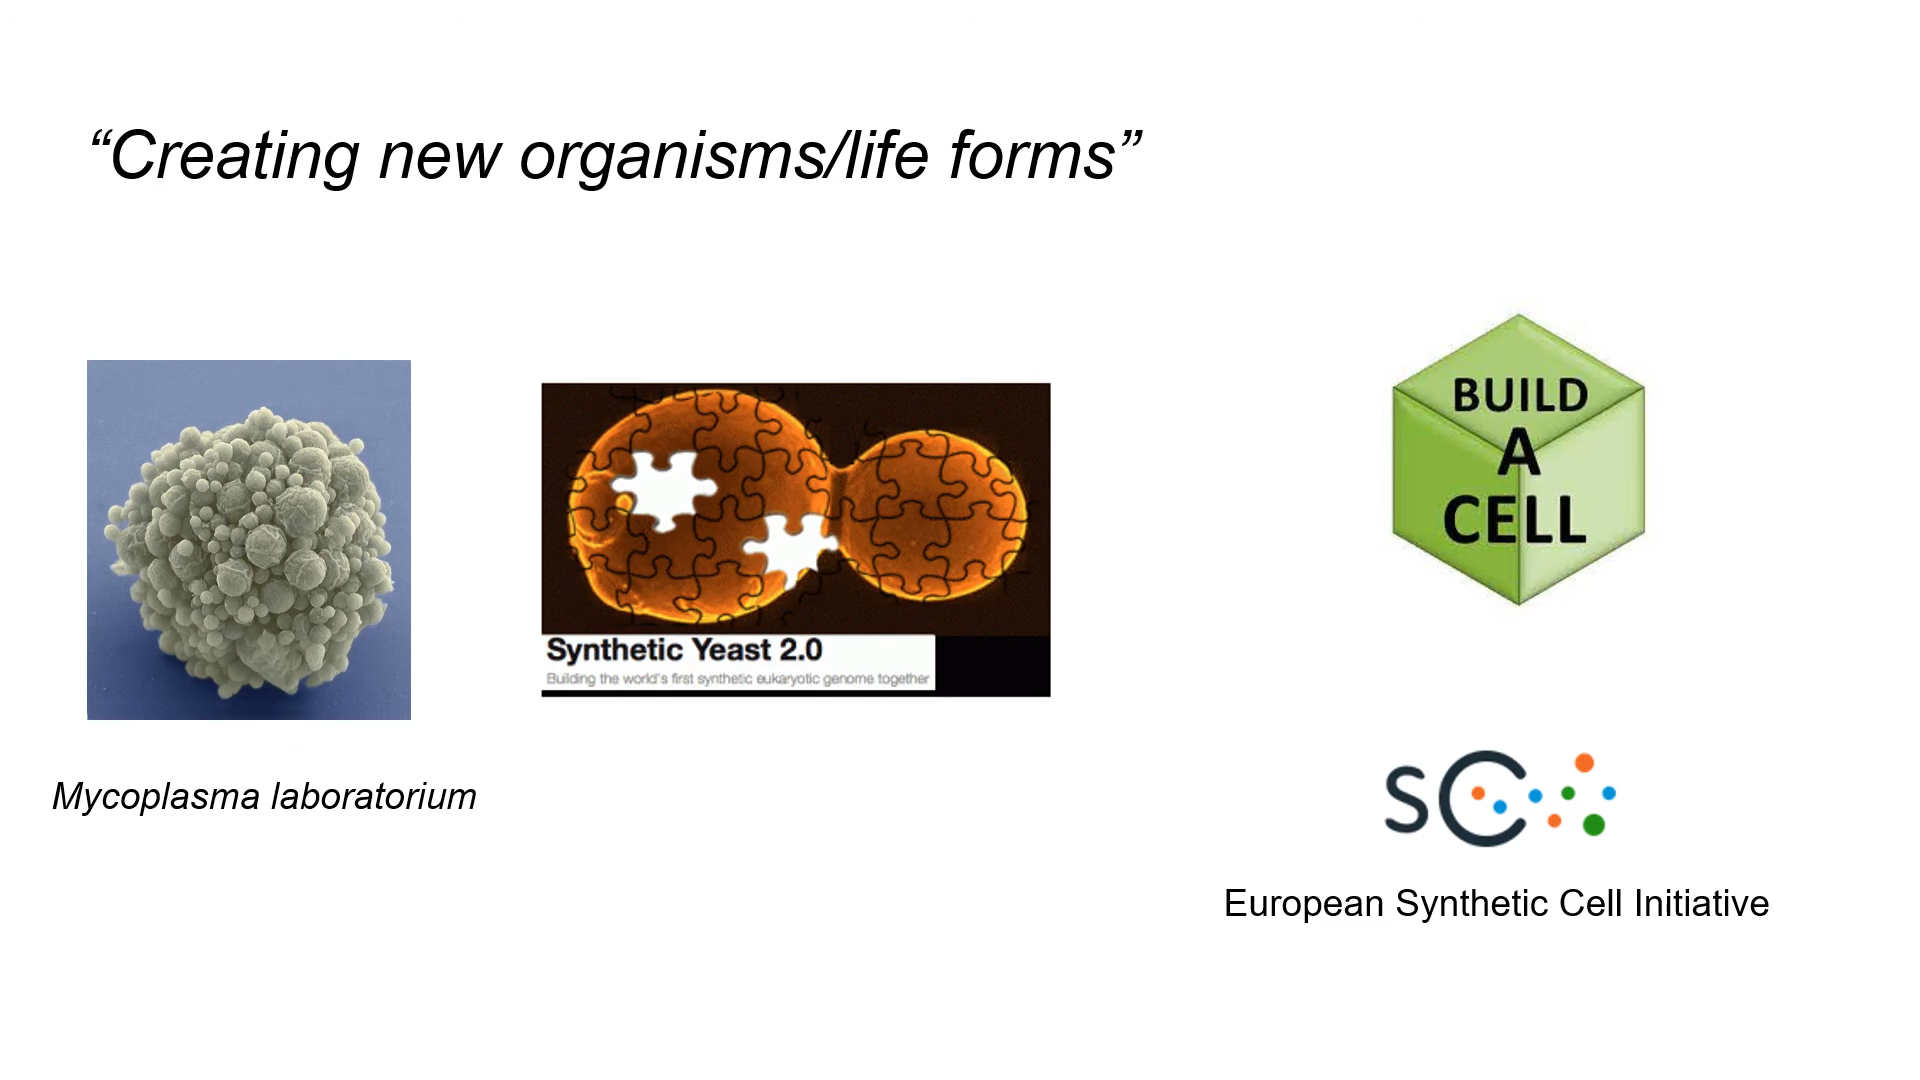 “Creating new organisms/life forms”
BUILD
A
CELL
Synthetic Yeast 2.0
Building the world's first synthetic eukaryotic genome together
Mycoplasma laboratorium
SC
European Synthetic Cell Initiative